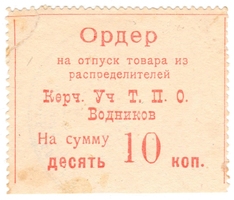 Ордер
на отпуск товара из
распределителей
Керч. Уч Т. П. О.
Водников
На сумму
десять 10 коп.